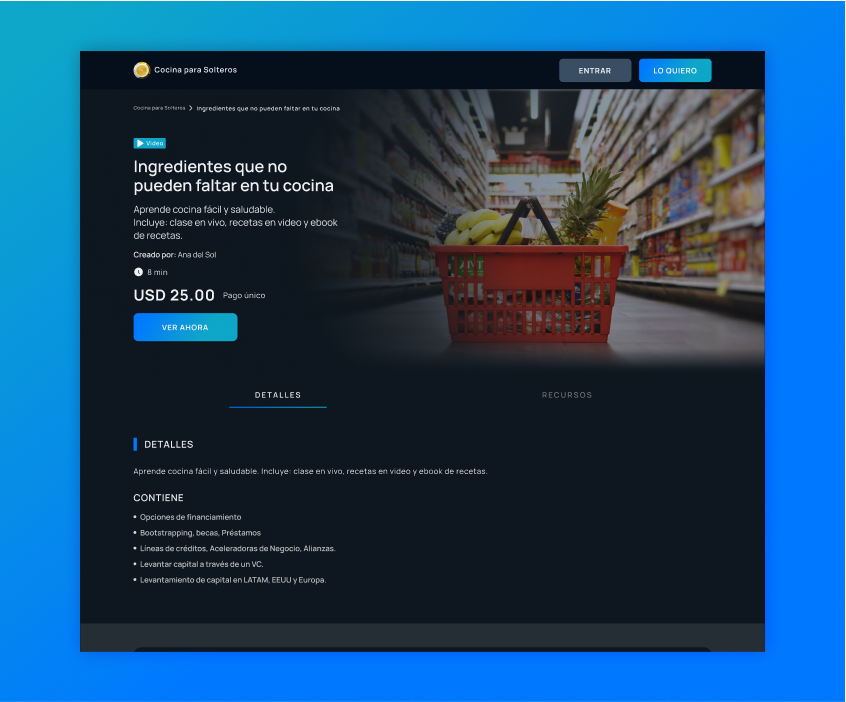 Cocina para Solteros
ENTRAR
LO QUIERO
Cocina para Solteros > Ingredientes que no pueden faltar en tu cocina
Video
Ingredientes que no
pueden faltar en tu cocina
Aprende cocina fácil y saludable.
Incluye: clase en vivo, recetas en video y ebook
de recetas.
Creado por: Ana del Sol
8 min
USD 25.00 Pago único
VER AHORA
DETALLES
RECURSOS
DETALLES
Aprende cocina fácil y saludable. Incluye: clase en vivo, recetas en video y ebook de recetas.
CONTIENE
• Opciones de financiamiento
• Bootstrapping, becas, Préstamos
• Líneas de créditos, Aceleradoras de Negocio, Alianzas.
• Levantar capital a través de un VC.
• Levantamiento de capital en LATAM, EEUU y Europa.